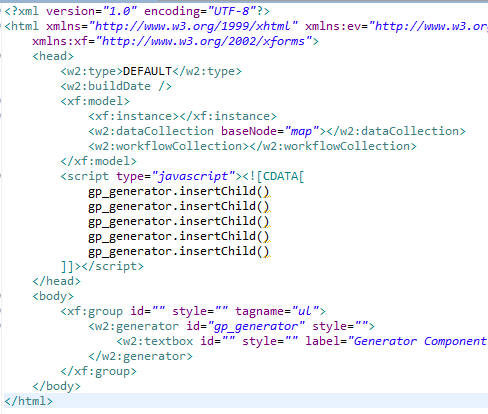 <?xml version="1.0" encoding="UTF-8"?>
<html xmlns="http://www.w3.org/1999/xhtml" xmlns:ev="http://www.w3.
xmlns:xf="http://www.w3.org/2002/xforms">
<head>
<w2:type>DEFAULT</w2:type>
<w2:buildDate />
<xf:model>
<xf:instance></xf:instance>
<w2:dataCollection baseNode="map"></w2:dataCollection>
<w2:workflowCollection></w2:workflowCollection>
</xf:model>
<script type="javascript"><![CDATA[
gp_generator.insertChild()
gp_generator.insertChild()
gp_generator.insertChild()
gp_generator.insertChild()
gp_generator.insertChild()
]]></script>
</head>
<body>
<xf:group id="" style="" tagname="ul">
<w2:generator id="gp_generator" style="">
<w2:textbox id="" style="" label="Generator Component
</w2:generator>
</xf:group>
</body>
</html>